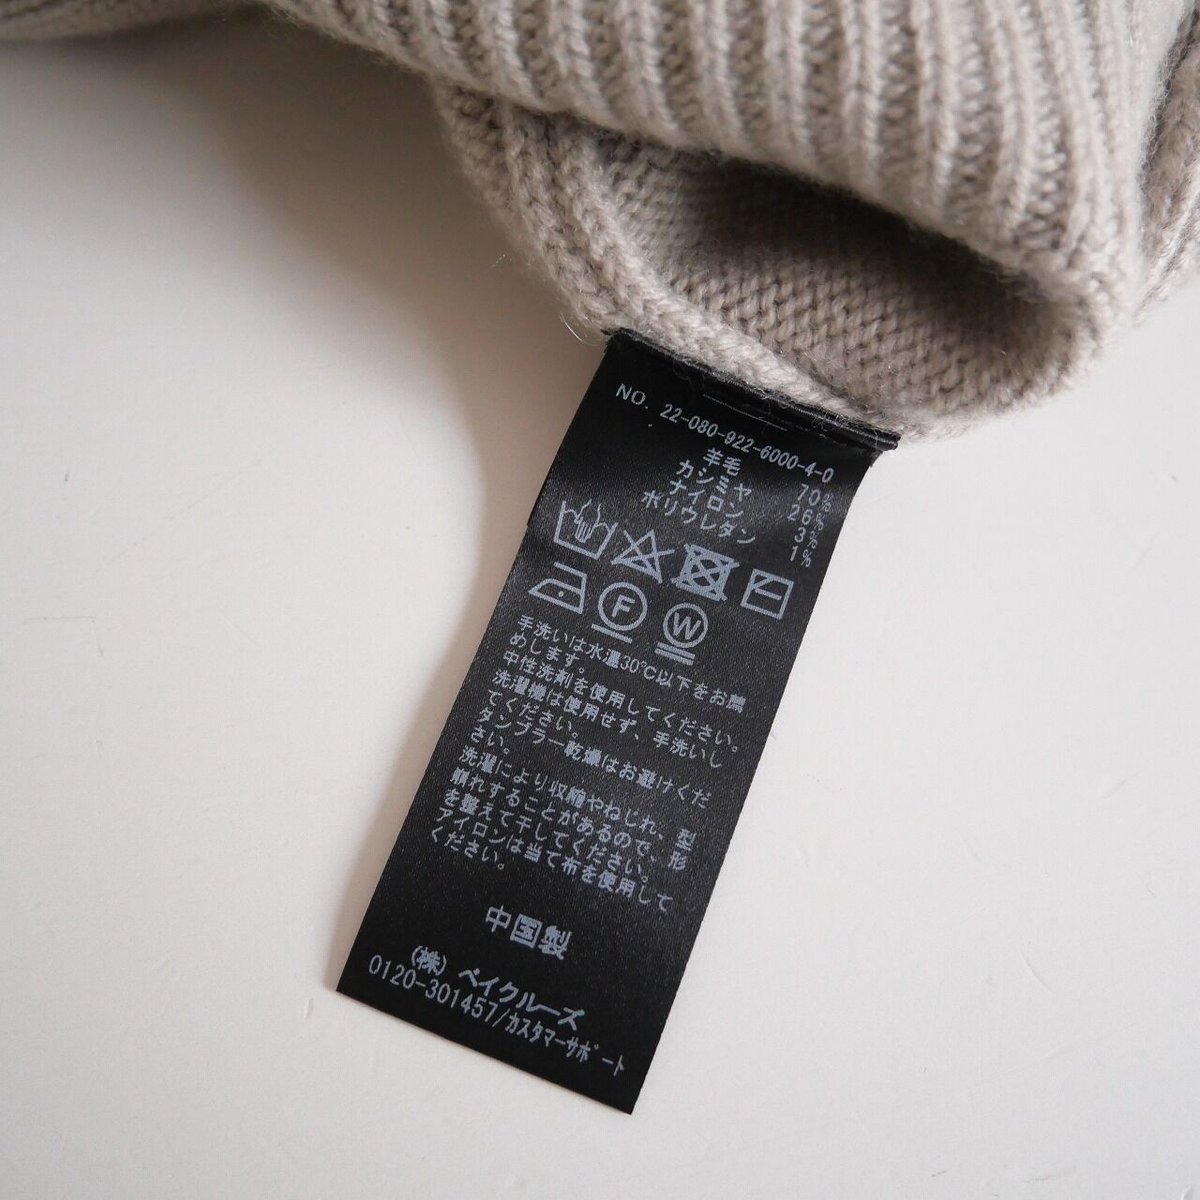 NO. 22-080-922-6000-4-0
羊毛 70%
カシミヤ 26%
ナイロン 3%
ポリウレタン 1%
F W
手洗いは水温30℃以下をお薦
めします。
中性洗剤を使用してください。
洗濯機は使用せず、手洗いし
てください。
タンブラー乾燥はお避けくだ
さい。
洗濯により収縮やねじれ、型
崩れすることがあるので、形
を整えて干してください。
アイロンは当て布を使用して
ください。
中国製
(株) ベイクルーズ
0120-301457/カスタマーサポート